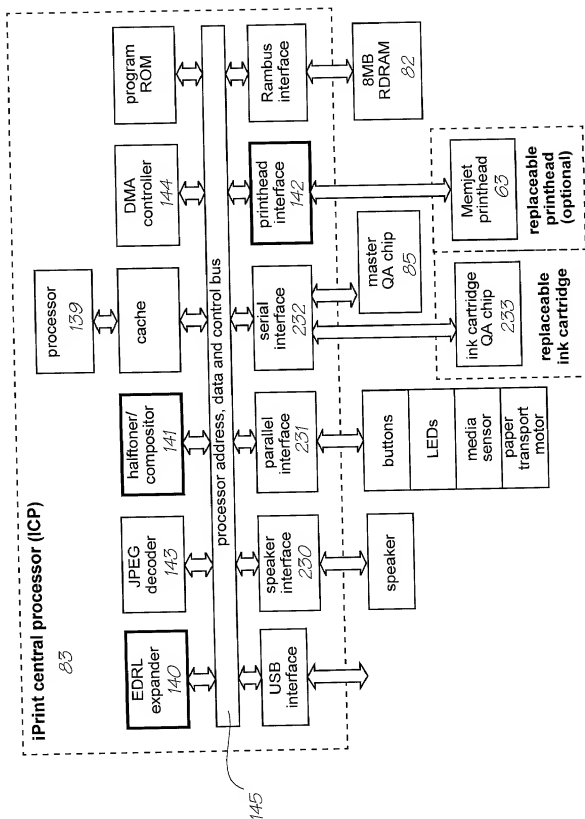 iPrint central processor (ICP)
83
processor
139
EDRL
expander
140
JPEG
decoder
143
halftoner/
compositor
141
cache
DMA
controller
144
program
ROM
processor address, data and control bus
145
USB
interface
speaker
interface
230
parallel
interface
231
serial
interface
232
printhead
interface
142
Rambus
interface
speaker
buttons
LEDs
media
sensor
paper
transport
motor
master
QA chip
85
ink cartridge
QA chip
233
replaceable
ink cartridge
Memjet
printhead
63
replaceable
printhead
(optional)
8MB
RDRAM
82